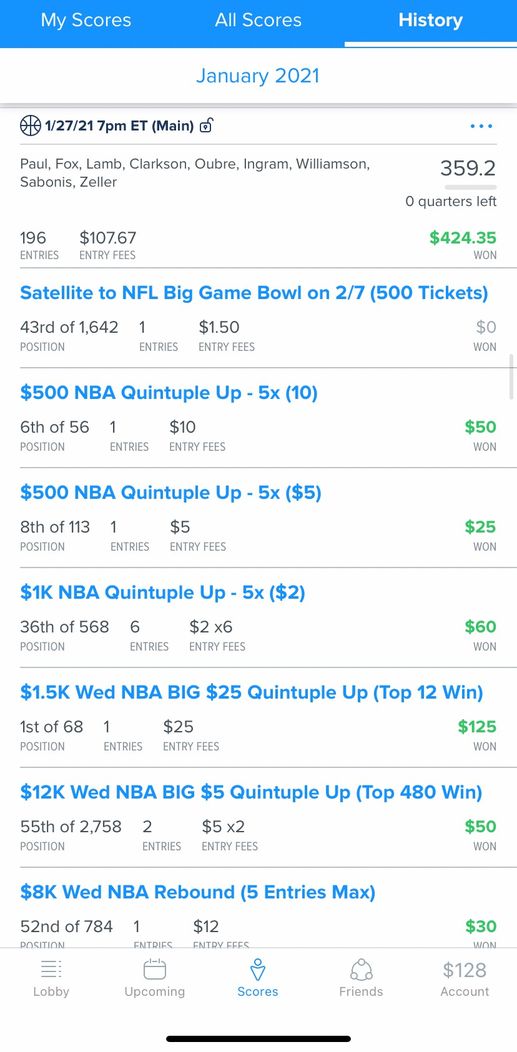 My Scores All Scores History
January 2021
1/27/21 7pm ET (Main)
Paul, Fox, Lamb, Clarkson, Oubre, Ingram, Williamson, 359.2
Sabonis, Zeller
0 quarters left
196 $107.67 $424.35
ENTRIES ENTRY FEES WON
Satellite to NFL Big Game Bowl on 2/7 (500 Tickets)
43rd of 1,642 1 $1.50 $0
POSITION ENTRIES ENTRY FEES WON
$500 NBA Quintuple Up - 5x (10)
6th of 56 1 $10 $50
POSITION ENTRIES ENTRY FEES WON
$500 NBA Quintuple Up - 5x ($5)
8th of 113 1 $5 $25
POSITION ENTRIES ENTRY FEES WON
$1K NBA Quintuple Up - 5x ($2)
36th of 568 6 $2 x6 $60
POSITION ENTRIES ENTRY FEES WON
$1.5K Wed NBA BIG $25 Quintuple Up (Top 12 Win)
1st of 68 1 $25 $125
POSITION ENTRIES ENTRY FEES WON
$12K Wed NBA BIG $5 Quintuple Up (Top 480 Win)
55th of 2,758 2 $5 x2 $50
POSITION ENTRIES ENTRY FEES WON
$8K Wed NBA Rebound (5 Entries Max)
52nd of 784 1 $12 $30
POSITION ENTRIES ENTRY FEES WON
$128
Lobby Upcoming Scores Friends Account